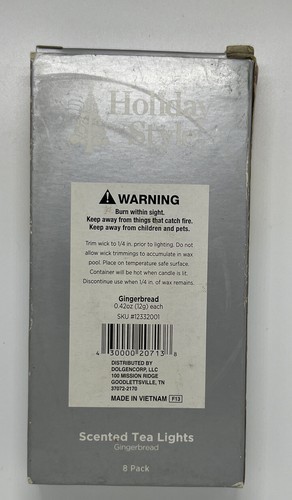 Holiday
Style
WARNING
Burn within sight.
Keep away from things that catch fire.
Keep away from children and pets.
Trim wick to 1/4 in. prior to lighting. Do not
allow wick trimmings to accumulate in wax
pool. Place on temperature safe surface.
Container will be hot when candle is lit.
Discontinue use when 1/4 in. of wax remains.
Gingerbread
0.42oz (12g) each
SKU #12332001
4 30000 20713 8
DISTRIBUTED BY
DOLGENCORP, LLC
100 MISSION RIDGE
GOODLETTSVILLE, TN
37072-2170
MADE IN VIETNAM F13
Scented Tea Lights
Gingerbread
8 Pack